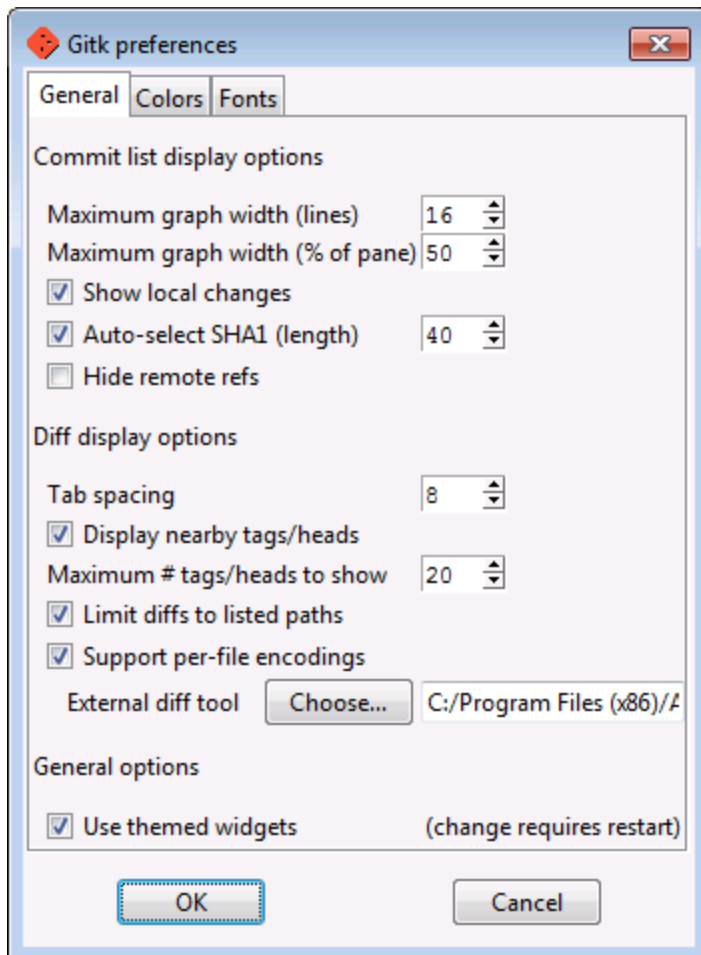 Gitk preferences
General Colors Fonts
Commit list display options
Maximum graph width (lines) 16
Maximum graph width (% of pane) 50
Show local changes
Auto-select SHA1 (length) 40
Hide remote refs
Diff display options
Tab spacing 8
Display nearby tags/heads
Maximum # tags/heads to show 20
Limit diffs to listed paths
Support per-file encodings
External diff tool Choose... C:/Program Files (x86)/A
General options
Use themed widgets (change requires restart)
OK Cancel